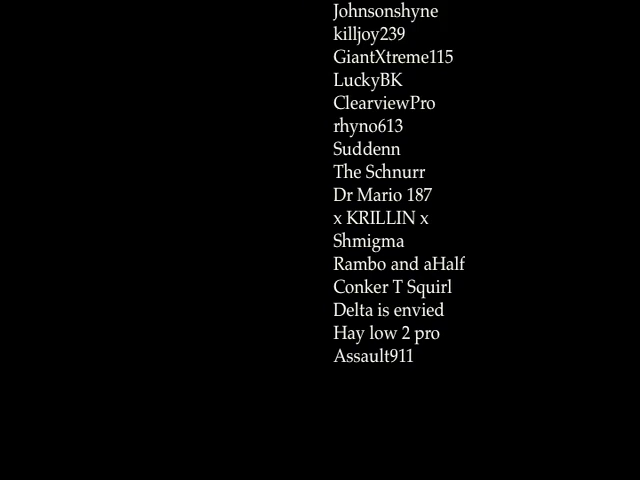 Johnsonshyne
killjoy239
GiantXtreme115
LuckyBK
ClearviewPro
rhyno613
Suddenn
The Schnurr
Dr Mario 187
x KRILLIN x
Shmigma
Rambo and aHalf
Conker T Squirl
Delta is envied
Hay low 2 pro
Assault911